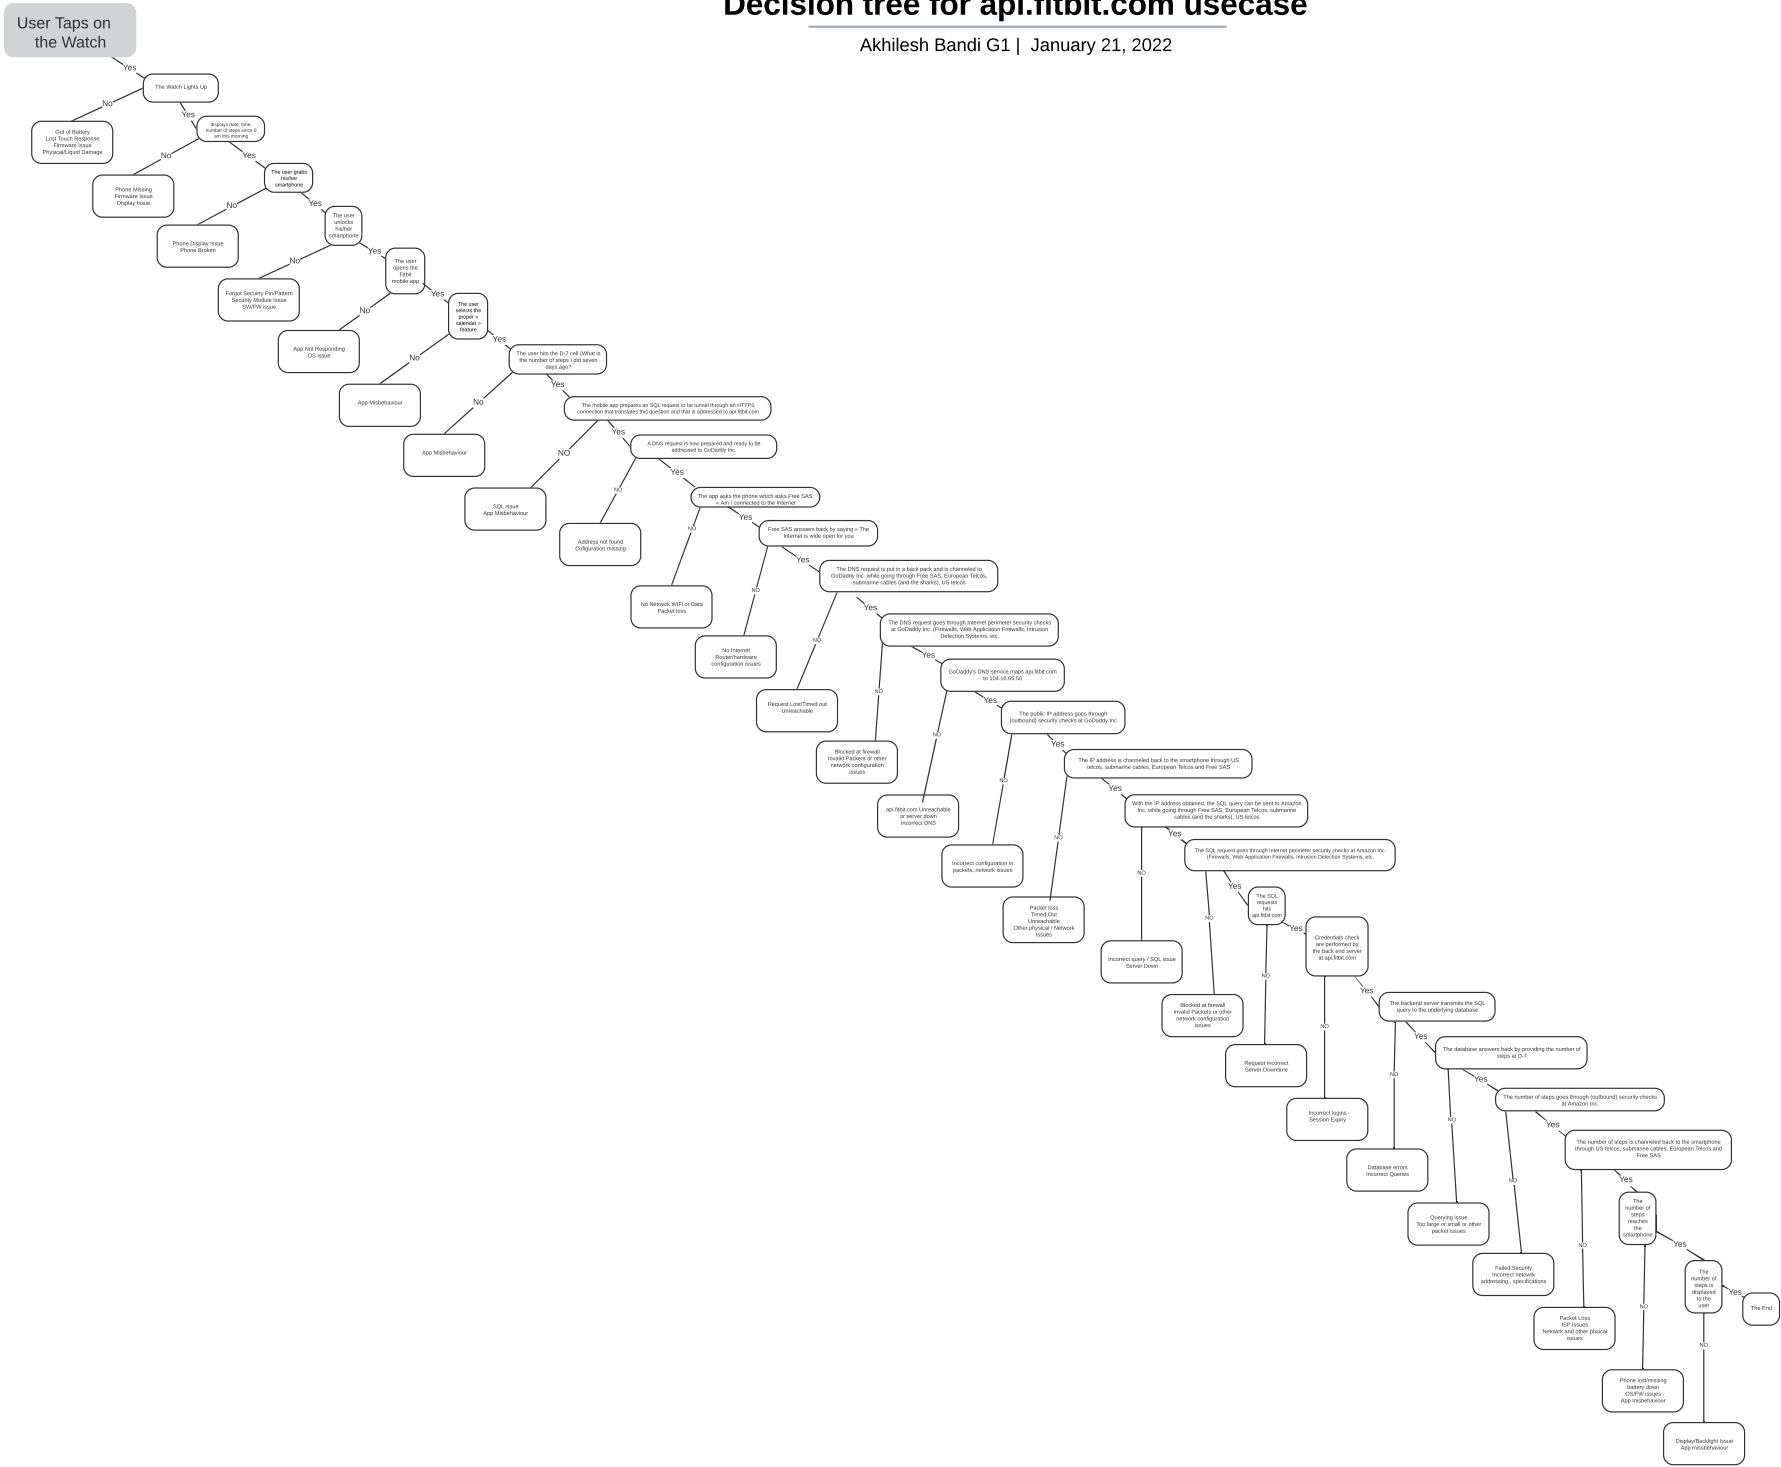 Decision tree for api.fitbit.com usecase
Akhilesh Bandi G1 | January 21, 2022
User Taps on
the Watch
Yes
The Watch Lights Up
No
Out of Battery
Lost Touch Response
Firmware Issue
Physical/Liquid Damage
Yes
displays date, time,
number of steps since 8
am this morning
No
Phone Missing
Firmware Issue
Display Issue
Yes
The user grabs
his/her
smartphone
No
Phone Display Issue
Phone Broken
Yes
The user
unlocks
his/her
smartphone
No
Forgot Secuirty Pin/Pattern
Security Module Issue
SW/FW issue
Yes
The user
opens the
Fitbit
mobile app
No
App Not Responding
OS issue
Yes
The user
selects the
proper «
calendar »
feature
No
App Misbehaviour
Yes
The user hits the D-7 cell (What is
the number of steps I did seven
days ago?
No
App Misbehaviour
Yes
The mobile app prepares an SQL request to be tunnel through an HTTPS
connection that translates this question and that is addressed to api.fitbit.com
NO
SQL issue
App Misbehaviour
Yes
A DNS request is now prepared and ready to be
addressed to GoDaddy Inc.
NO
Address not found
Cofiguration missing
Yes
The app asks the phone which asks Free SAS:
« Am I connected to the Internet
NO
No Netowrk WiFi or Data
Packet loss
Yes
Free SAS answers back by saying « The
Internet is wide open for you
NO
No Internet
Router/hardware
configuration issues
Yes
The DNS request is put in a back pack and is channeled to
GoDaddy Inc. while going through Free SAS, European Telcos,
submarine cables (and the sharks), US telcos
NO
Request Lost/Timed out
Unreachable
Yes
The DNS request goes through Internet perimeter security checks
at GoDaddy Inc. (Firewalls, Web Application Firewalls, Intrusion
Detection Systems, etc.
NO
Blocked at firewall
Invalid Packets or other
network configuration
issues
Yes
GoDaddy's DNS service maps api.fitbit.com
to 104.16.65.50
NO
api.fitbit.com Unreachable
or server down
Incorrect DNS
Yes
The public IP address goes through
(outbound) security checks at GoDaddy Inc
NO
Incorrect configuration in
packets, network issues
Yes
The IP address is channeled back to the smartphone through US
telcos, submarine cables, European Telcos and Free SAS
NO
Packet loss
Timed Out
Unreachable
Other physical / Network
Issues
Yes
With the IP address obtained, the SQL query can be sent to Amazon
Inc. while going through Free SAS, European Telcos, submarine
cables (and the sharks), US telcos
NO
Incorrect query / SQL issue
Server Down
Yes
The SQL request goes through Internet perimeter security checks at Amazon Inc.
(Firewalls, Web Application Firewalls, Intrusion Detection Systems, etc.
NO
Blocked at firewall
Invalid Packets or other
network configuration
issues
Yes
The SQL
requests
hits
api.fitbit.com
NO
Request Incorrect
Server Downtime
Yes
Credentials check
are performed by
the back end server
at api.fitbit.com
NO
Incorrect logins
Session Expiry
Yes
The backend server transmits the SQL
query to the underlying database
NO
Database errors
Incorrect Queries
Yes
The database answers back by providing the number of
steps at D-7
NO
Querying issue
Too large or small or other
packet issues
Yes
The number of steps goes through (outbound) security checks
at Amazon Inc.
NO
Failed Security
Incorrect netowrk
addressing , specifications
Yes
The number of steps is channeled back to the smartphone
through US telcos, submarine cables, European Telcos and
Free SAS
NO
Packet Loss
ISP Issues
Netowrk and other phsical
issues
Yes
The
number of
steps
reaches
the
smartphone
NO
Phone lost/missing
battery down
OS/FW issues
App misbehaviour
Yes
The
number of
steps is
displayed
to the
user
NO
Display/Backlight Issue
App missbehaviour
Yes
The End